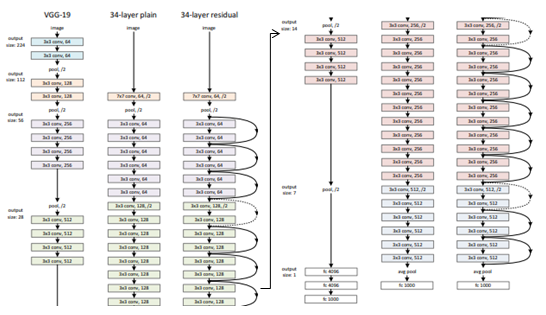 VGG-19
34-layer plain
34-layer residual
output
size: 224
output
size: 112
output
size: 56
output
size: 28
image
3x3 conv, 64
3x3 conv, 64
pool, /2
3x3 conv, 128
3x3 conv, 128
pool, /2
3x3 conv, 256
3x3 conv, 256
3x3 conv, 256
3x3 conv, 256
pool, /2
3x3 conv, 512
3x3 conv, 512
3x3 conv, 512
3x3 conv, 512
image
7x7 conv, 64, /2
pool, /2
3x3 conv, 64
3x3 conv, 64
3x3 conv, 64
3x3 conv, 64
3x3 conv, 64
3x3 conv, 64
3x3 conv, 128, /2
3x3 conv, 128
3x3 conv, 128
3x3 conv, 128
3x3 conv, 128
3x3 conv, 128
3x3 conv, 128
3x3 conv, 128
image
7x7 conv, 64, /2
pool, /2
3x3 conv, 64
3x3 conv, 64
3x3 conv, 64
3x3 conv, 64
3x3 conv, 64
3x3 conv, 64
3x3 conv, 128, /2
3x3 conv, 128
3x3 conv, 128
3x3 conv, 128
3x3 conv, 128
3x3 conv, 128
3x3 conv, 128
3x3 conv, 128
output
size: 14
output
size: 7
output
size: 1
pool, /2
3x3 conv, 512
3x3 conv, 512
3x3 conv, 512
3x3 conv, 512
pool, /2
fc 4096
fc 4096
fc 1000
3x3 conv, 256, /2
3x3 conv, 256
3x3 conv, 256
3x3 conv, 256
3x3 conv, 256
3x3 conv, 256
3x3 conv, 256
3x3 conv, 256
3x3 conv, 256
3x3 conv, 256
3x3 conv, 256
3x3 conv, 256
3x3 conv, 512, /2
3x3 conv, 512
3x3 conv, 512
3x3 conv, 512
3x3 conv, 512
3x3 conv, 512
avg pool
fc 1000
3x3 conv, 256, /2
3x3 conv, 256
3x3 conv, 256
3x3 conv, 256
3x3 conv, 256
3x3 conv, 256
3x3 conv, 256
3x3 conv, 256
3x3 conv, 256
3x3 conv, 256
3x3 conv, 256
3x3 conv, 256
3x3 conv, 512, /2
3x3 conv, 512
3x3 conv, 512
3x3 conv, 512
3x3 conv, 512
3x3 conv, 512
avg pool
fc 1000